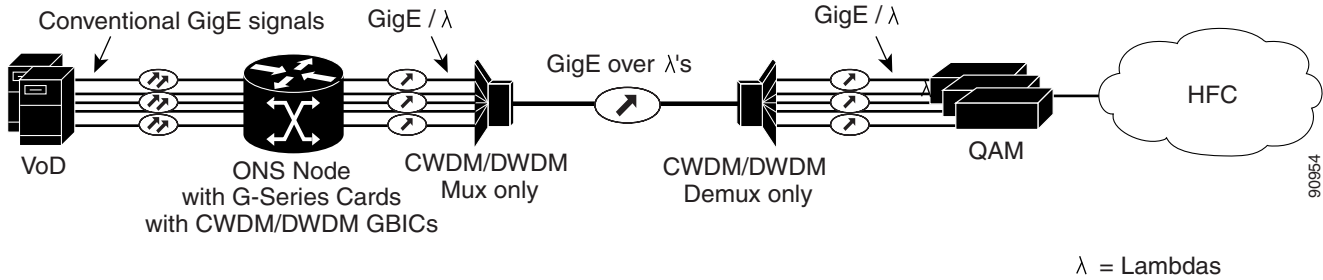 Conventional GigE signals
GigE / λ
GigE / λ
GigE over λ's
λ
HFC
VoD
ONS Node
with G-Series Cards
with CWDM/DWDM GBICs
CWDM/DWDM
Mux only
CWDM/DWDM
Demux only
QAM
90954
λ = Lambdas